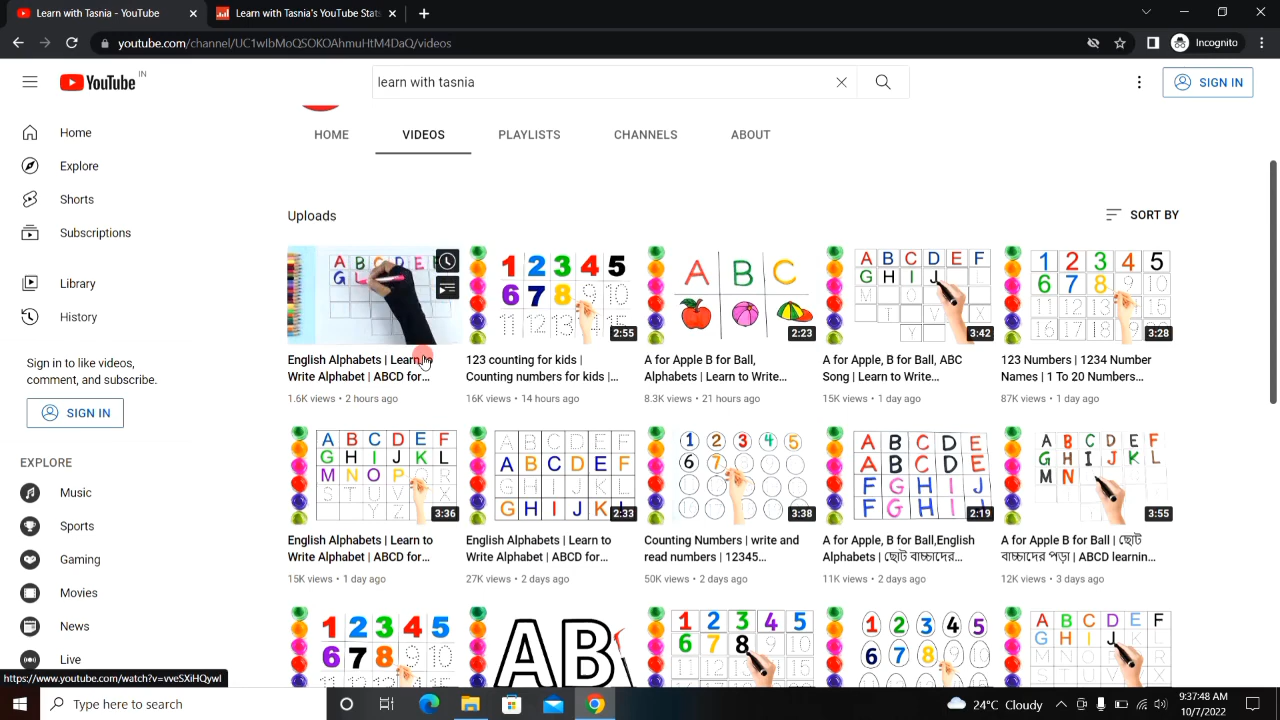 Learn with Tasnia - YouTube
Learn with Tasnia's YouTube Stats
youtube.com/channel/UC1wIbMoQSOKOAhmuHtM4DaQ/videos
Incognito
YouTube IN
learn with tasnia
SIGN IN
HOME
VIDEOS
PLAYLISTS
CHANNELS
ABOUT
Home
Explore
Shorts
Subscriptions
Library
History
Sign in to like videos,
comment, and subscribe.
SIGN IN
EXPLORE
Music
Sports
Gaming
Movies
News
Live
Uploads
SORT BY
2:55
2:23
3:42
3:28
English Alphabets | Learn to
Write Alphabet | ABCD for...
1.6K views • 2 hours ago
123 counting for kids |
Counting numbers for kids |...
16K views • 14 hours ago
A for Apple B for Ball,
Alphabets | Learn to Write...
8.3K views • 21 hours ago
A for Apple, B for Ball, ABC
Song | Learn to Write...
15K views • 1 day ago
123 Numbers | 1234 Number
Names | 1 To 20 Numbers...
87K views • 1 day ago
3:36
2:33
3:38
2:19
3:55
English Alphabets | Learn to
Write Alphabet | ABCD for...
15K views • 1 day ago
English Alphabets | Learn to
Write Alphabet | ABCD for...
27K views • 2 days ago
Counting Numbers | write and
read numbers | 12345...
50K views • 2 days ago
A for Apple, B for Ball,English
Alphabets | ছোট বাচ্চাদের...
11K views • 2 days ago
A for Apple B for Ball | ছোট
বাচ্চাদের পড়া | ABCD learnin...
12K views • 3 days ago
https://www.youtube.com/watch?v=vveSXiHQywI
Type here to search
24°C Cloudy
9:37:48 AM
10/7/2022